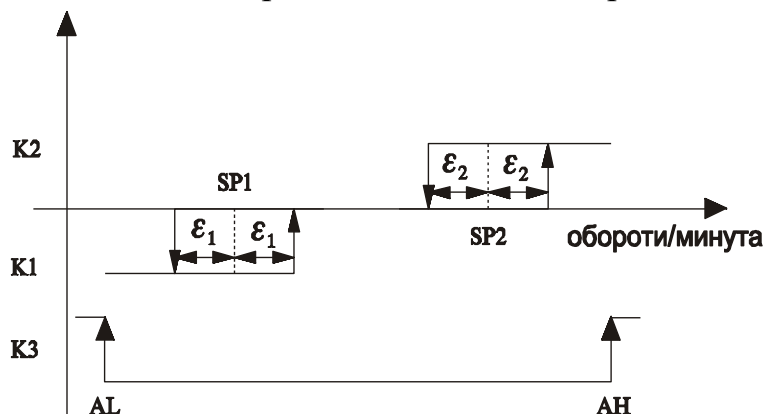 K2
ε₂ ε₂
SP1
ε₁ ε₁
SP2
обороти/минута
K1
K3
AL AH